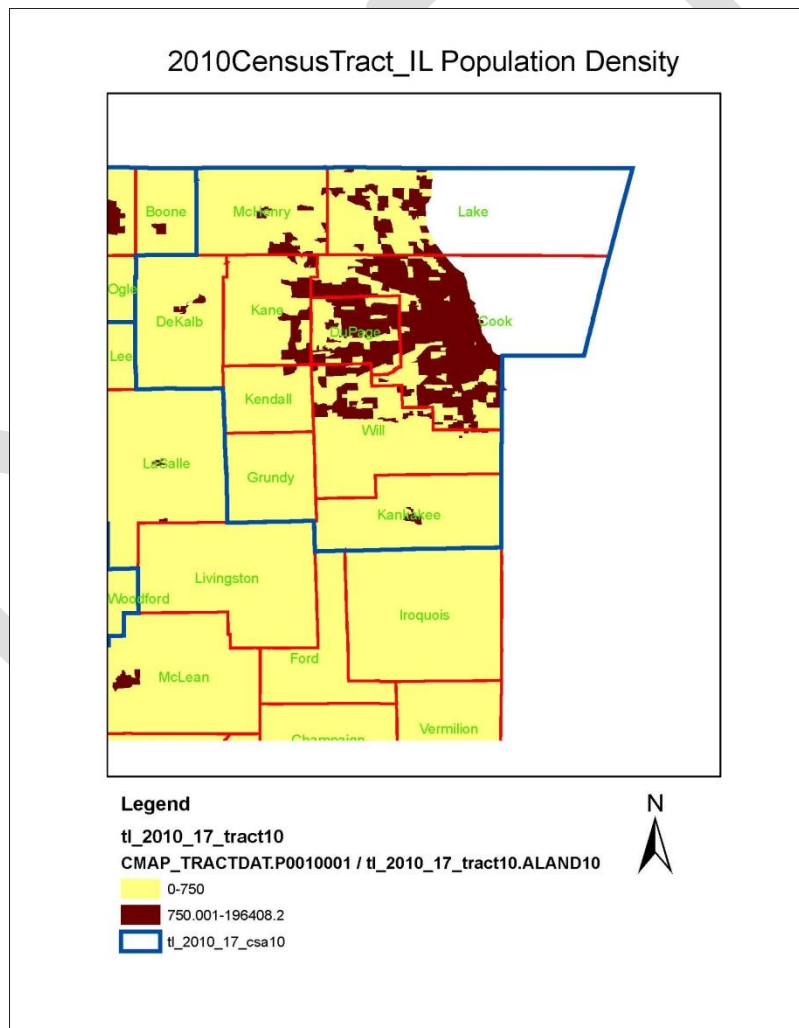 2010CensusTract_IL Population Density
Boone
McHenry
Lake
Ogle
DeKalb
Kane
DuPage
Cook
Lee
Kendall
Will
LaSalle
Grundy
Kankakee
Livingston
Woodford
Iroquois
Ford
McLean
Vermilion
Champaign
Legend
N
tl_2010_17_tract10
CMAP_TRACTDAT.P0010001 / tl_2010_17_tract10.ALAND10
0-750
750.001-196408.2
tl_2010_17_csa10